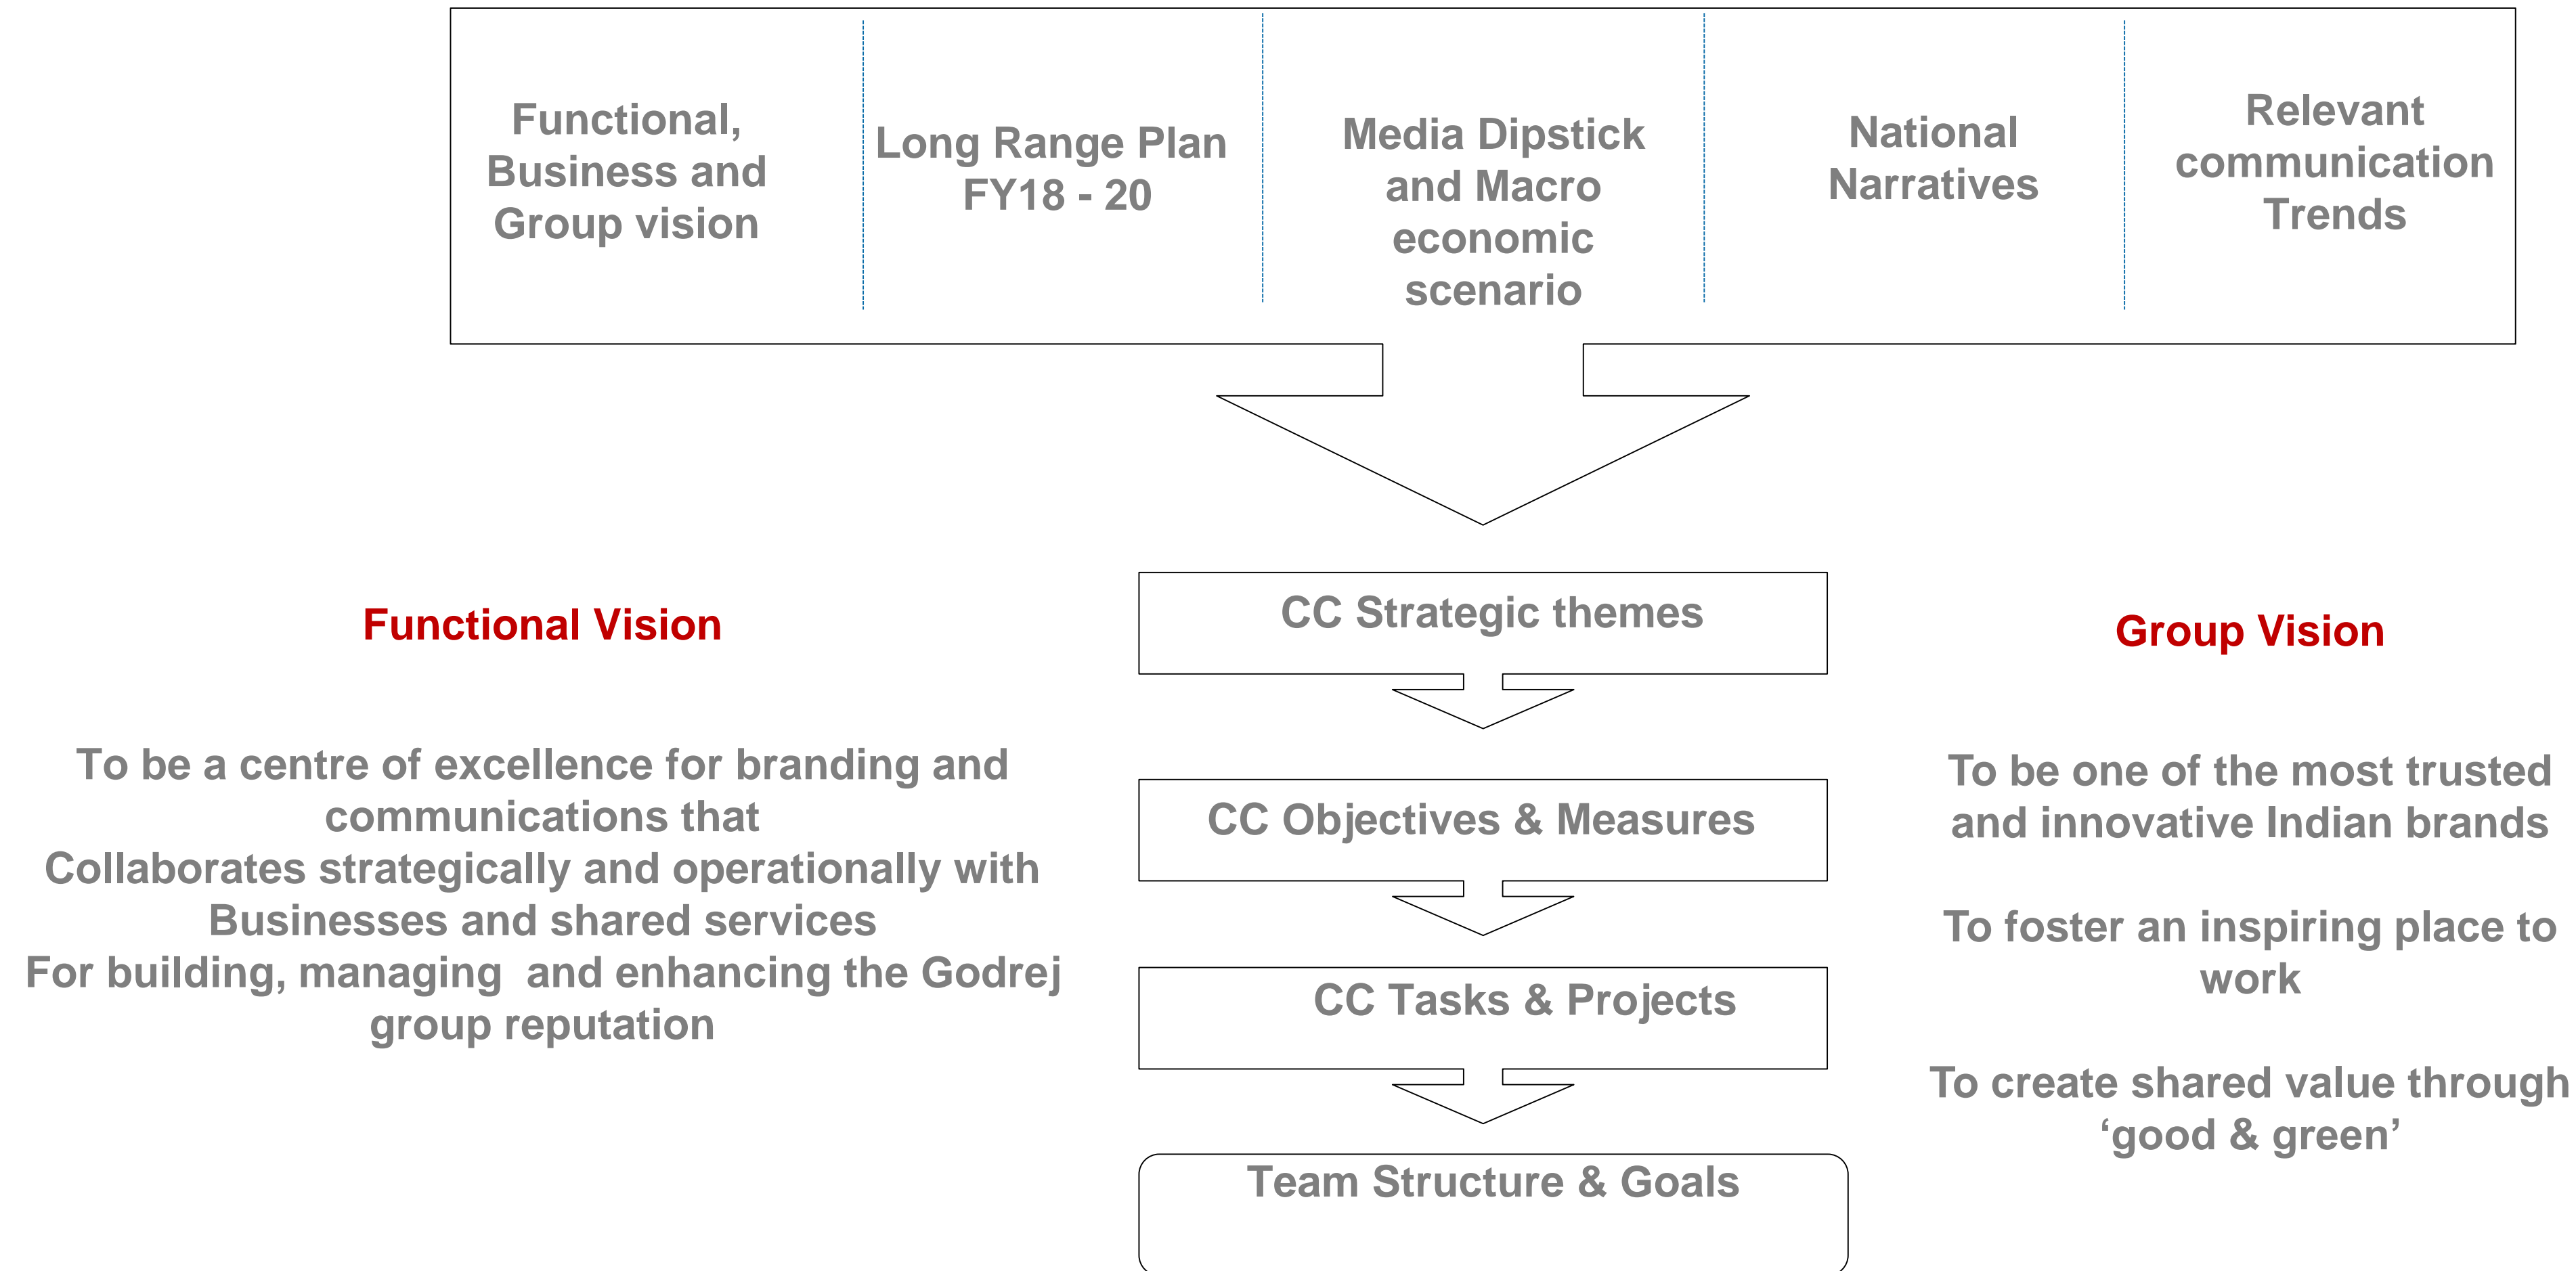 Functional,
Business and
Group vision
Long Range Plan
FY18 - 20
Media Dipstick
and Macro
economic
scenario
National
Narratives
Relevant
communication
Trends
Functional Vision
To be a centre of excellence for branding and
communications that
Collaborates strategically and operationally with
Businesses and shared services
For building, managing  and enhancing the Godrej
group reputation
CC Strategic themes
CC Objectives & Measures
CC Tasks & Projects
Team Structure & Goals
Group Vision
To be one of the most trusted
and innovative Indian brands
To foster an inspiring place to
work
To create shared value through
‘good & green’